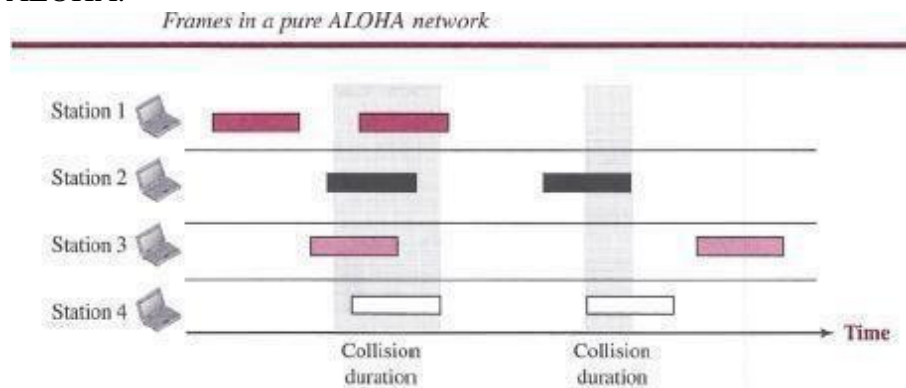 ALOHA.
Frames in a pure ALOHA network
Station 1
Station 2
Station 3
Station 4
Time
Collision
duration
Collision
duration